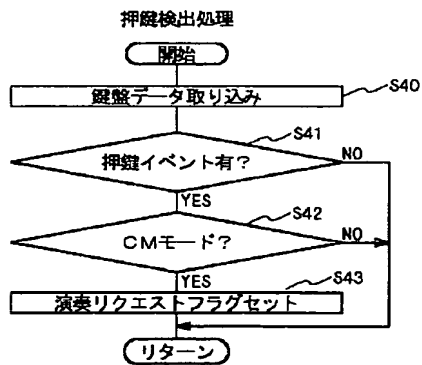 押鍵検出処理
開始
鍵盤データ取り込み
S40
S41
押鍵イベント有?
NO
YES
S42
CMモード?
NO
YES
S43
演奏リクエストフラグセット
リターン